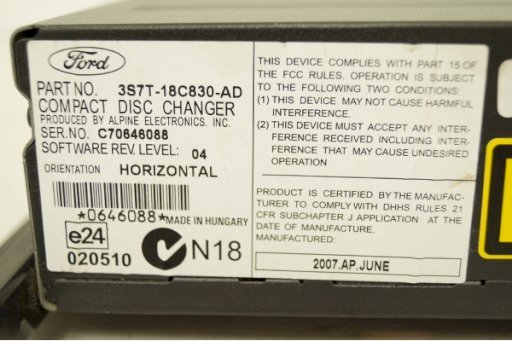 Ford
PART NO. 3S7T-18C830-AD
COMPACT DISC CHANGER
PRODUCED BY ALPINE ELECTRONICS. INC.
SER.NO. C70646088
SOFTWARE REV. LEVEL: 04
ORIENTATION HORIZONTAL
*0646088* MADE IN HUNGARY
e24
020510
N18
THIS DEVICE COMPLIES WITH PART 15 OF
THE FCC RULES. OPERATION IS SUBJECT
TO THE FOLLOWING TWO CONDITIONS:
(1) THIS DEVICE MAY NOT CAUSE HARMFUL
INTERFERENCE.
(2) THIS DEVICE MUST ACCEPT ANY INTER-
FERENCE RECEIVED INCLUDING INTER-
FERENCE THAT MAY CAUSE UNDESIRED
OPERATION
PRODUCT IS CERTIFIED BY THE MANUFAC-
TURER TO COMPLY WITH DHHS RULES 21
CFR SUBCHAPTER J APPLICATION AT THE
DATE OF MANUFACTURE.
MANUFACTURED:
2007.AP.JUNE